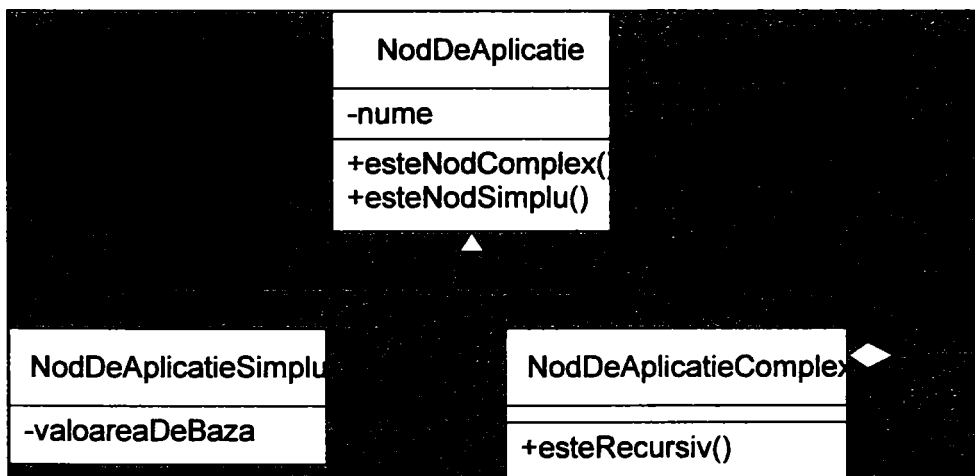 NodDeAplicatie
-nume
+esteNodComplex()
+esteNodSimplu()
NodDeAplicatieSimplu
-valoareaDeBaza
NodDeAplicatieComplex
+esteRecursiv()